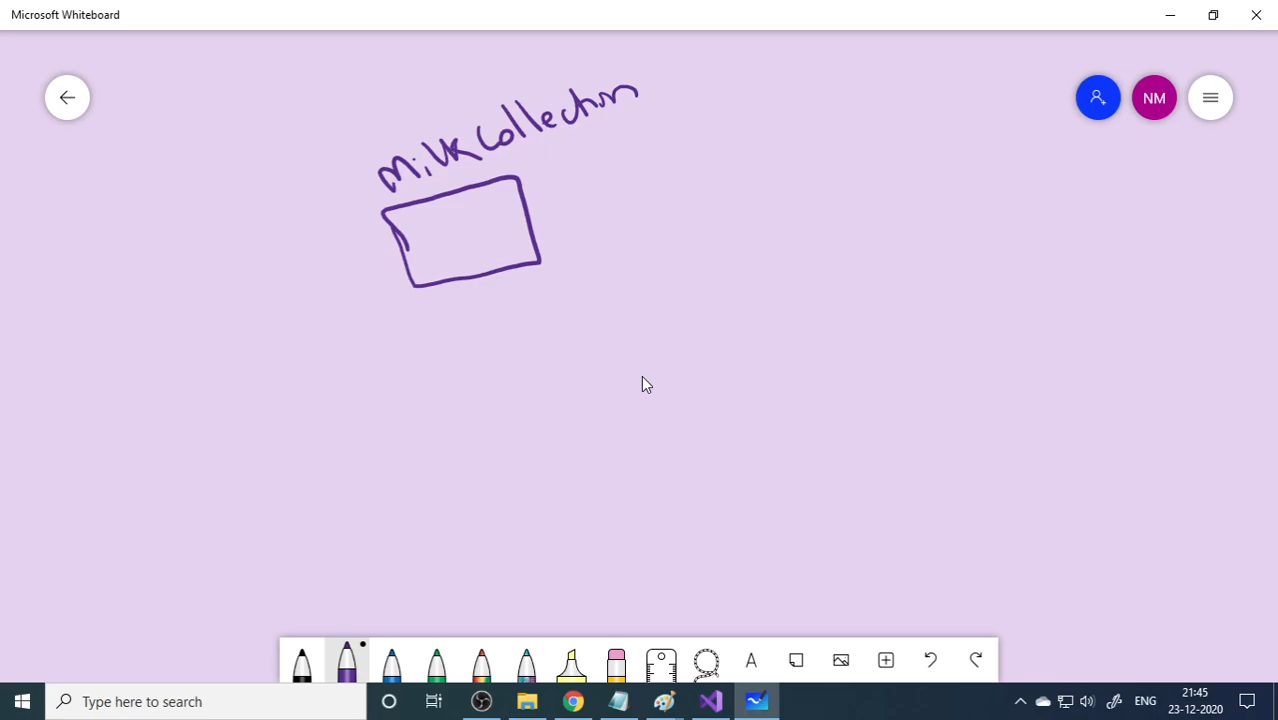 Microsoft Whiteboard
NM
Milk Collection
A
Type here to search
ENG
21:45
23-12-2020